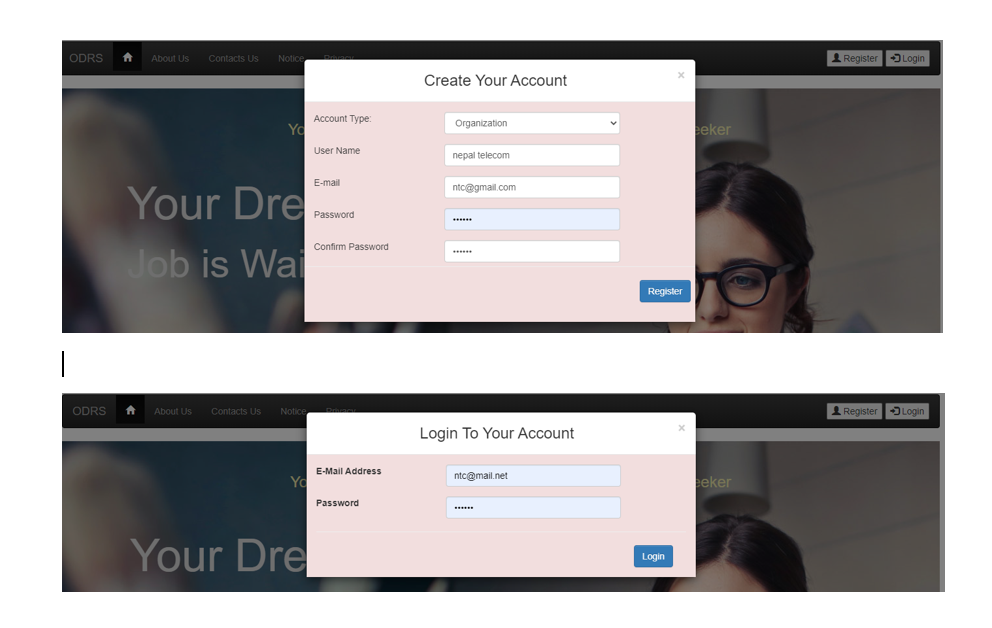 ODRS About Us Contacts Us Notice Privacy Register Login
Create Your Account ×
Account Type: Organization
User Name nepal telecom
E-mail ntc@gmail.com
Password ••••••
Confirm Password ••••••
Register
Yo eeker
Your Dre
Job is Wai
ODRS About Us Contacts Us Notice Privacy Register Login
Login To Your Account ×
E-Mail Address ntc@mail.net
Password ••••••
Login
Yo eeker
Your Dre